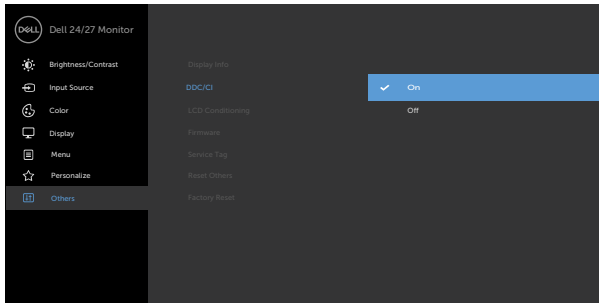 DELL Dell 24/27 Monitor
Brightness/Contrast
Input Source
Color
Display
Menu
Personalize
Others
Display Info
DDC/CI
LCD Conditioning
Firmware
Service Tag
Reset Others
Factory Reset
On
Off